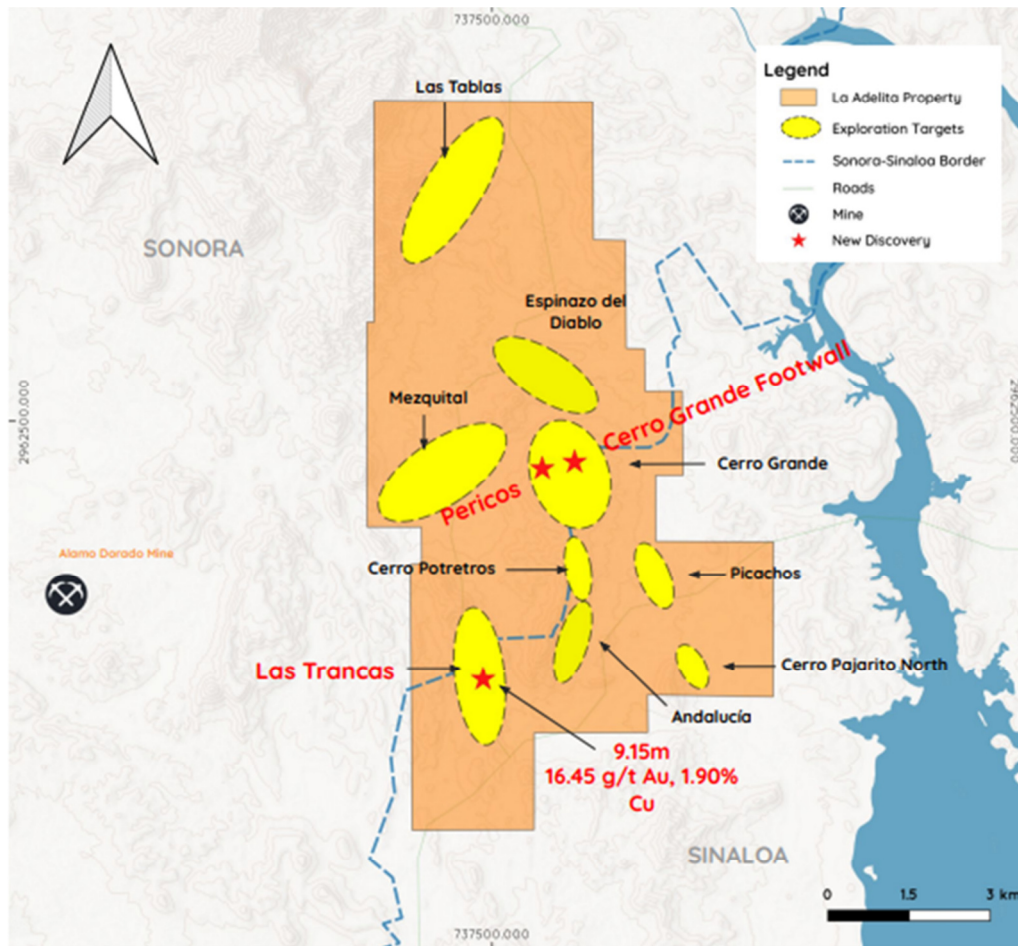 737500.000
Legend
La Adelita Property
Exploration Targets
Sonora-Sinaloa Border
Roads
Mine
New Discovery
Las Tablas
SONORA
Espinazo del
Diablo
Cerro Grande Footwall
Mezquital
2962500.000
2962500.000
Cerro Grande
Pericos
Alamo Dorado Mine
Cerro Potretros
Picachos
Las Trancas
Cerro Pajarito North
Andalucía
9.15m
16.45 g/t Au, 1.90%
Cu
SINALOA
0 1.5 3 km
737500.000